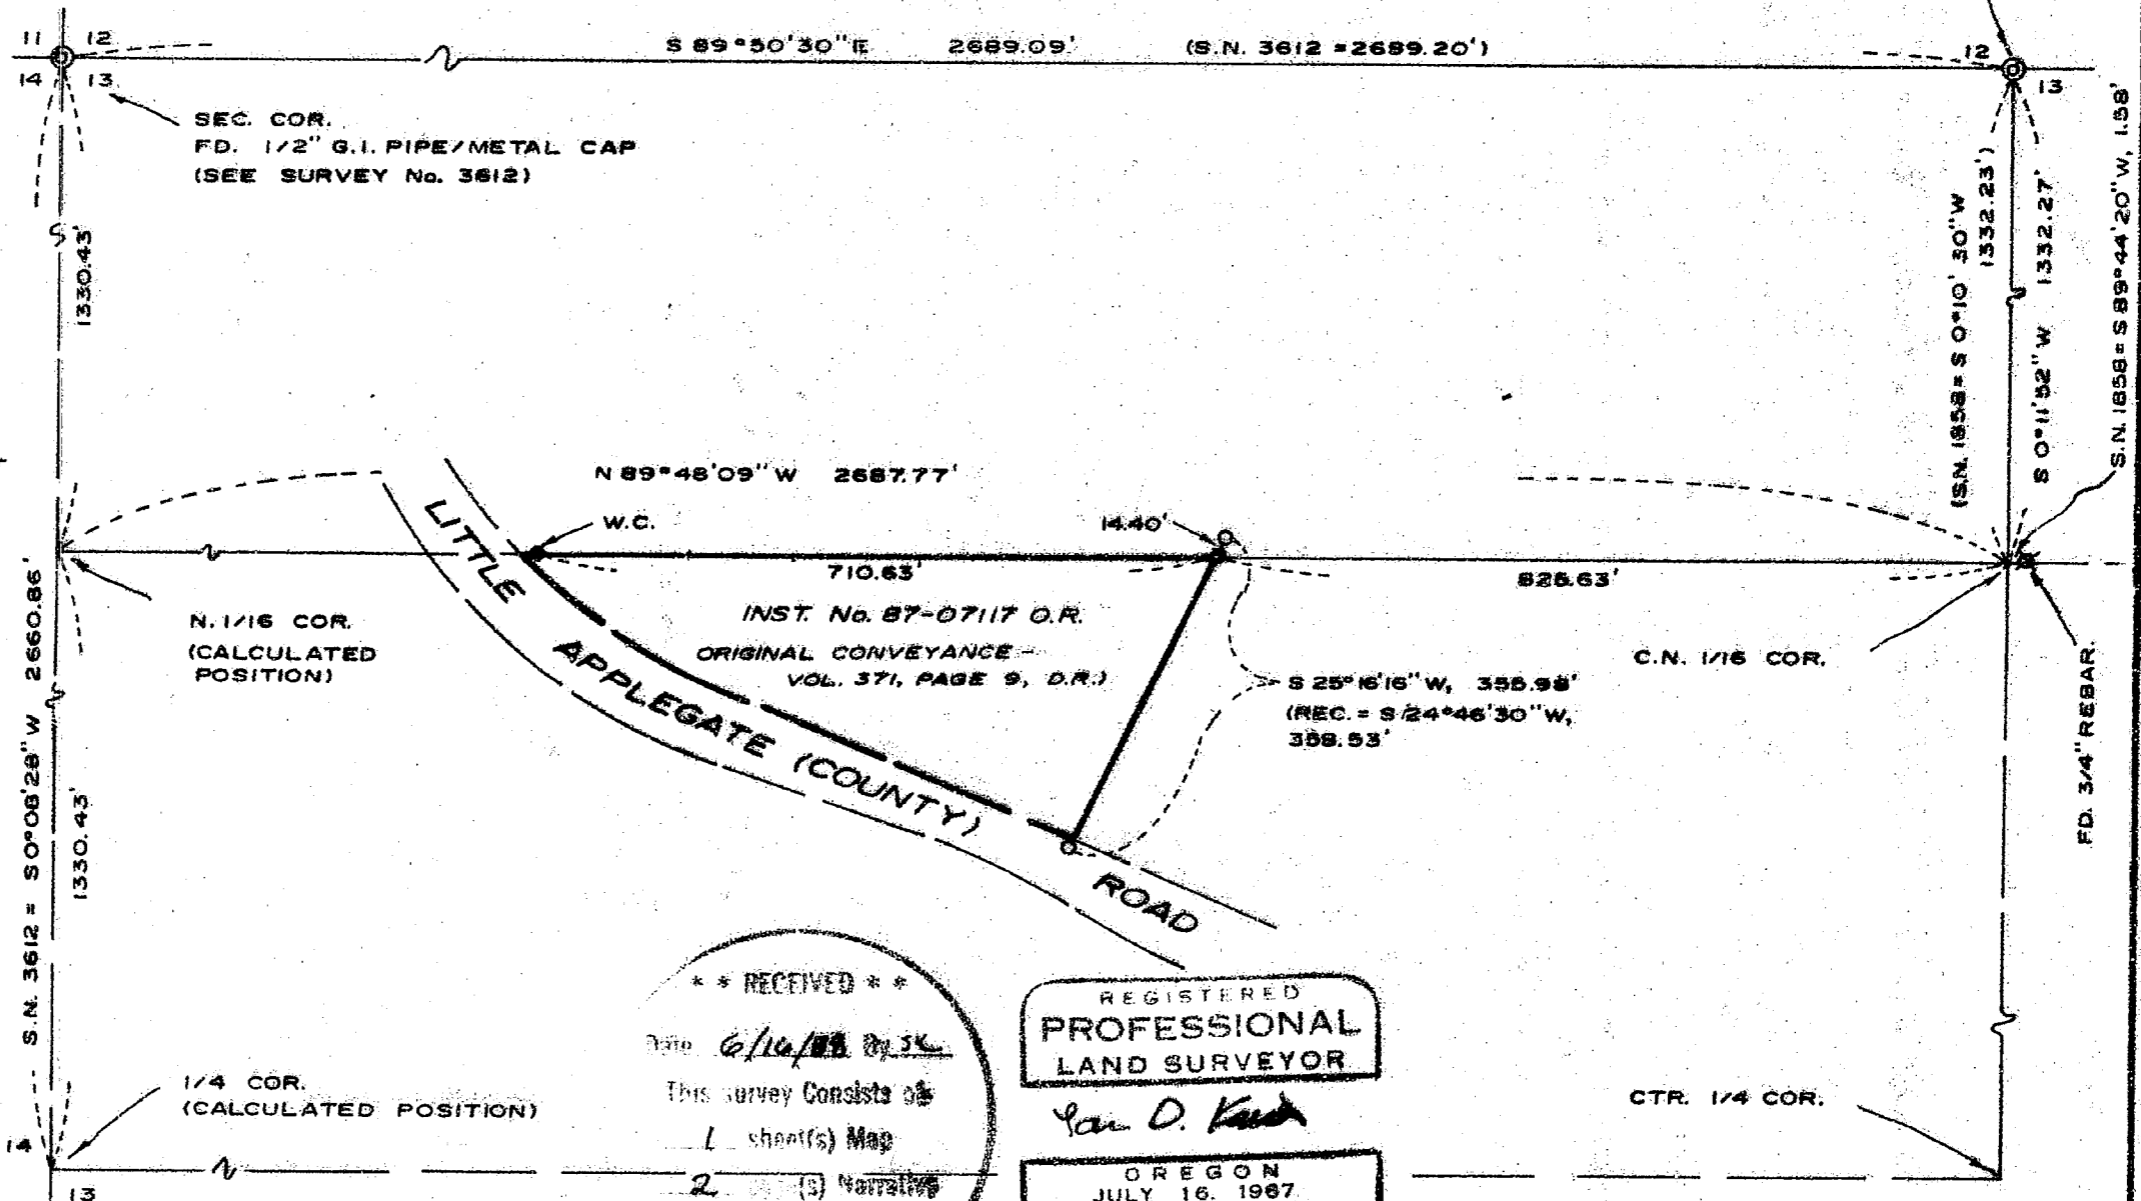 11 12
14 13
S 89°50'30"E 2689.09' (S.N. 3612 = 2689.20')
12
13
SEC. COR.
FD. 1/2" G.I. PIPE/METAL CAP
(SEE SURVEY No. 3612)
1330.43'
(S.N. 1858 = S 0°10'30"W
1332.23')
S 0°11'52"W 1332.27'
S.N. 1858 = S 89°44'20"W, 1.58'
N 89°48'09"W 2687.77'
W.C.
14.40'
710.63'
LITTLE APPLEGATE (COUNTY) ROAD
INST. No. 87-07117 O.R.
ORIGINAL CONVEYANCE -
VOL. 371, PAGE 9, D.R.)
N. 1/16 COR.
(CALCULATED
POSITION)
C.N. 1/16 COR.
S 25°16'16"W,
(REC. = S 24°46'30"W,
358.53'
FD. 3/4" REBAR.
S.N. 3612 = S 0°08'28"W 2660.86'
1330.43'
* * RECEIVED * *
Date 6/16/88 By SK
This survey Consists of
1 sheet(s) Map
2 (s) Narrative
REGISTERED
PROFESSIONAL
LAND SURVEYOR
OREGON
JULY 16, 1967
1/4 COR.
(CALCULATED POSITION)
CTR. 1/4 COR.
14
13